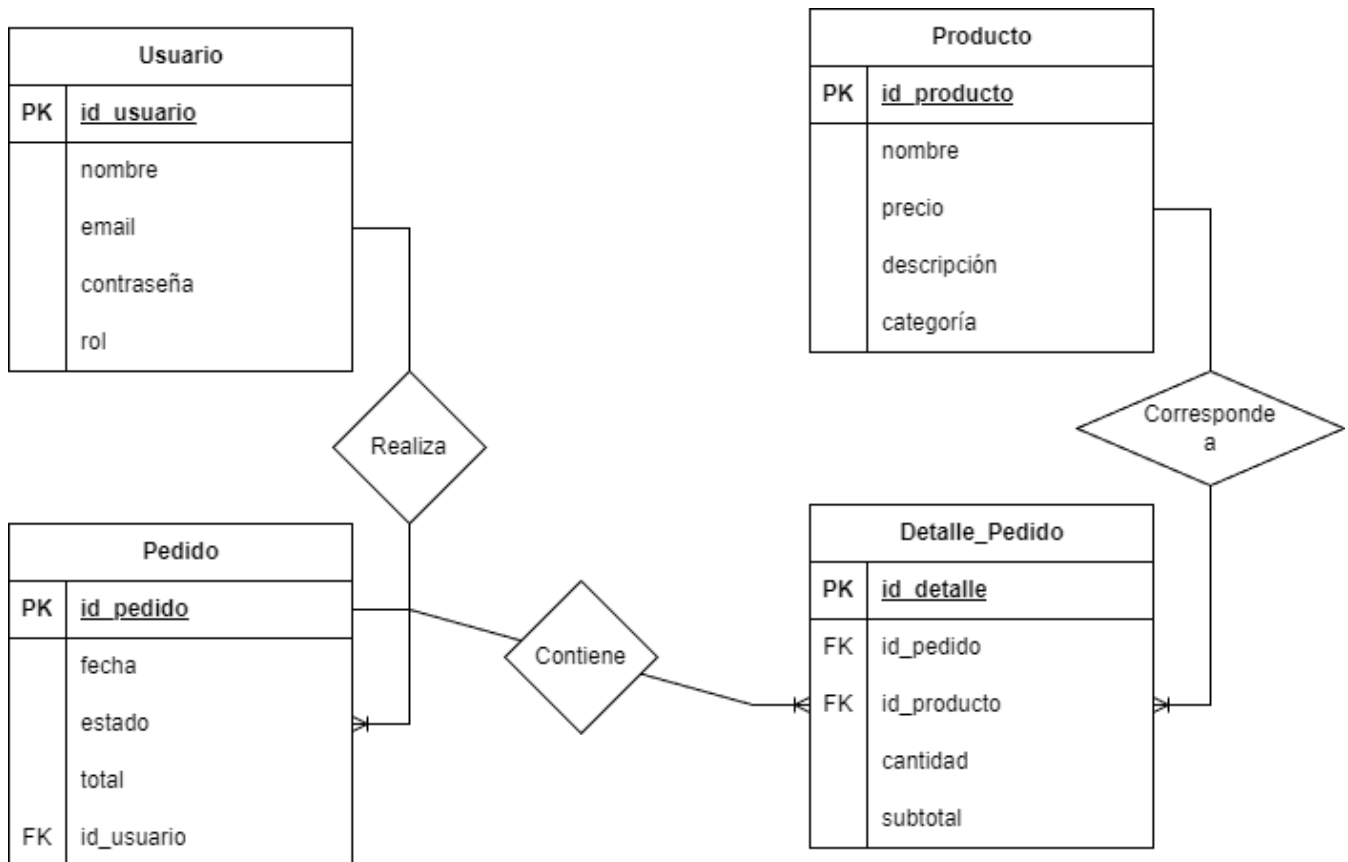 Usuario
PK id_usuario
nombre
email
contraseña
rol
Producto
PK id_producto
nombre
precio
descripción
categoría
Realiza
Corresponde
a
Pedido
PK id_pedido
fecha
estado
total
FK id_usuario
Contiene
Detalle_Pedido
PK id_detalle
FK id_pedido
FK id_producto
cantidad
subtotal